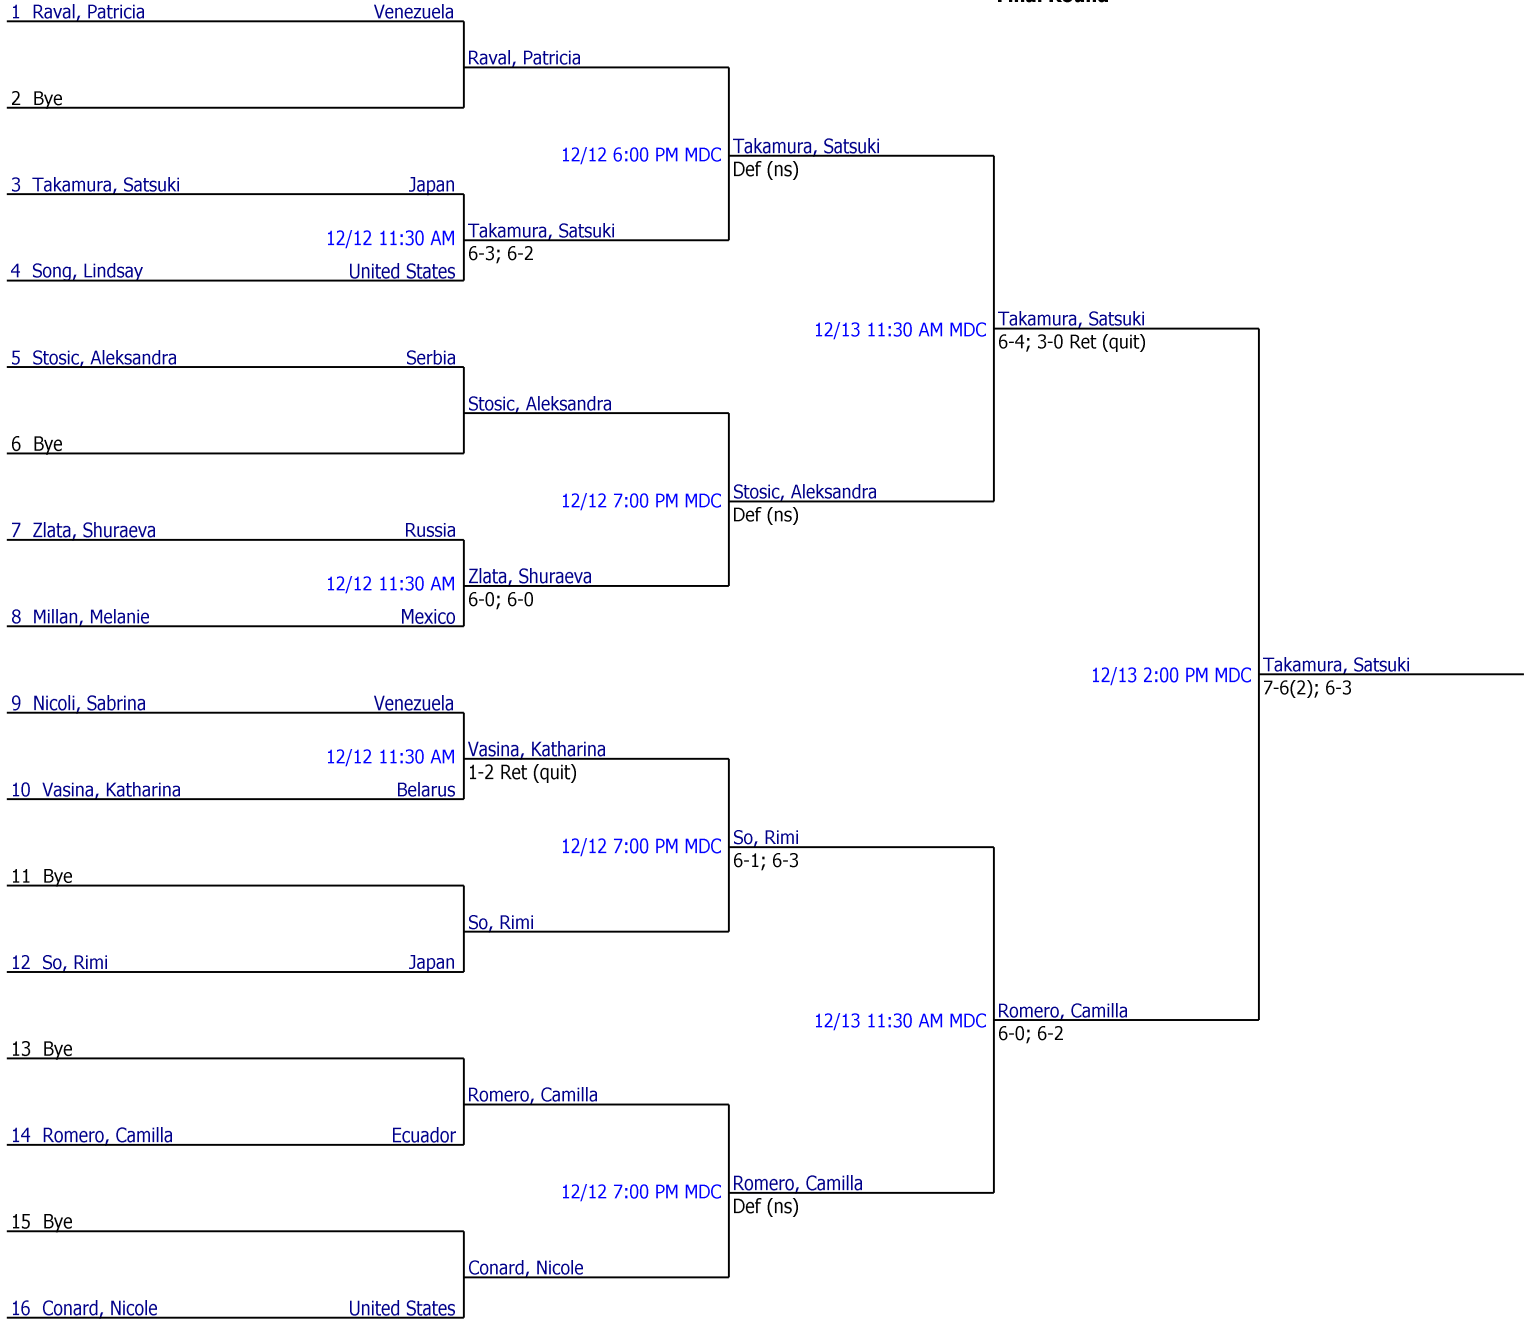 Final Round
1 Raval, Patricia Venezuela
Raval, Patricia
2 Bye
12/12 6:00 PM MDC Takamura, Satsuki
Def (ns)
3 Takamura, Satsuki Japan
12/12 11:30 AM Takamura, Satsuki
6-3; 6-2
4 Song, Lindsay United States
12/13 11:30 AM MDC Takamura, Satsuki
6-4; 3-0 Ret (quit)
5 Stosic, Aleksandra Serbia
Stosic, Aleksandra
6 Bye
12/12 7:00 PM MDC Stosic, Aleksandra
Def (ns)
7 Zlata, Shuraeva Russia
12/12 11:30 AM Zlata, Shuraeva
6-0; 6-0
8 Millan, Melanie Mexico
12/13 2:00 PM MDC Takamura, Satsuki
7-6(2); 6-3
9 Nicoli, Sabrina Venezuela
12/12 11:30 AM Vasina, Katharina
1-2 Ret (quit)
10 Vasina, Katharina Belarus
12/12 7:00 PM MDC So, Rimi
6-1; 6-3
11 Bye
So, Rimi
12 So, Rimi Japan
12/13 11:30 AM MDC Romero, Camilla
6-0; 6-2
13 Bye
Romero, Camilla
14 Romero, Camilla Ecuador
12/12 7:00 PM MDC Romero, Camilla
Def (ns)
15 Bye
Conard, Nicole
16 Conard, Nicole United States